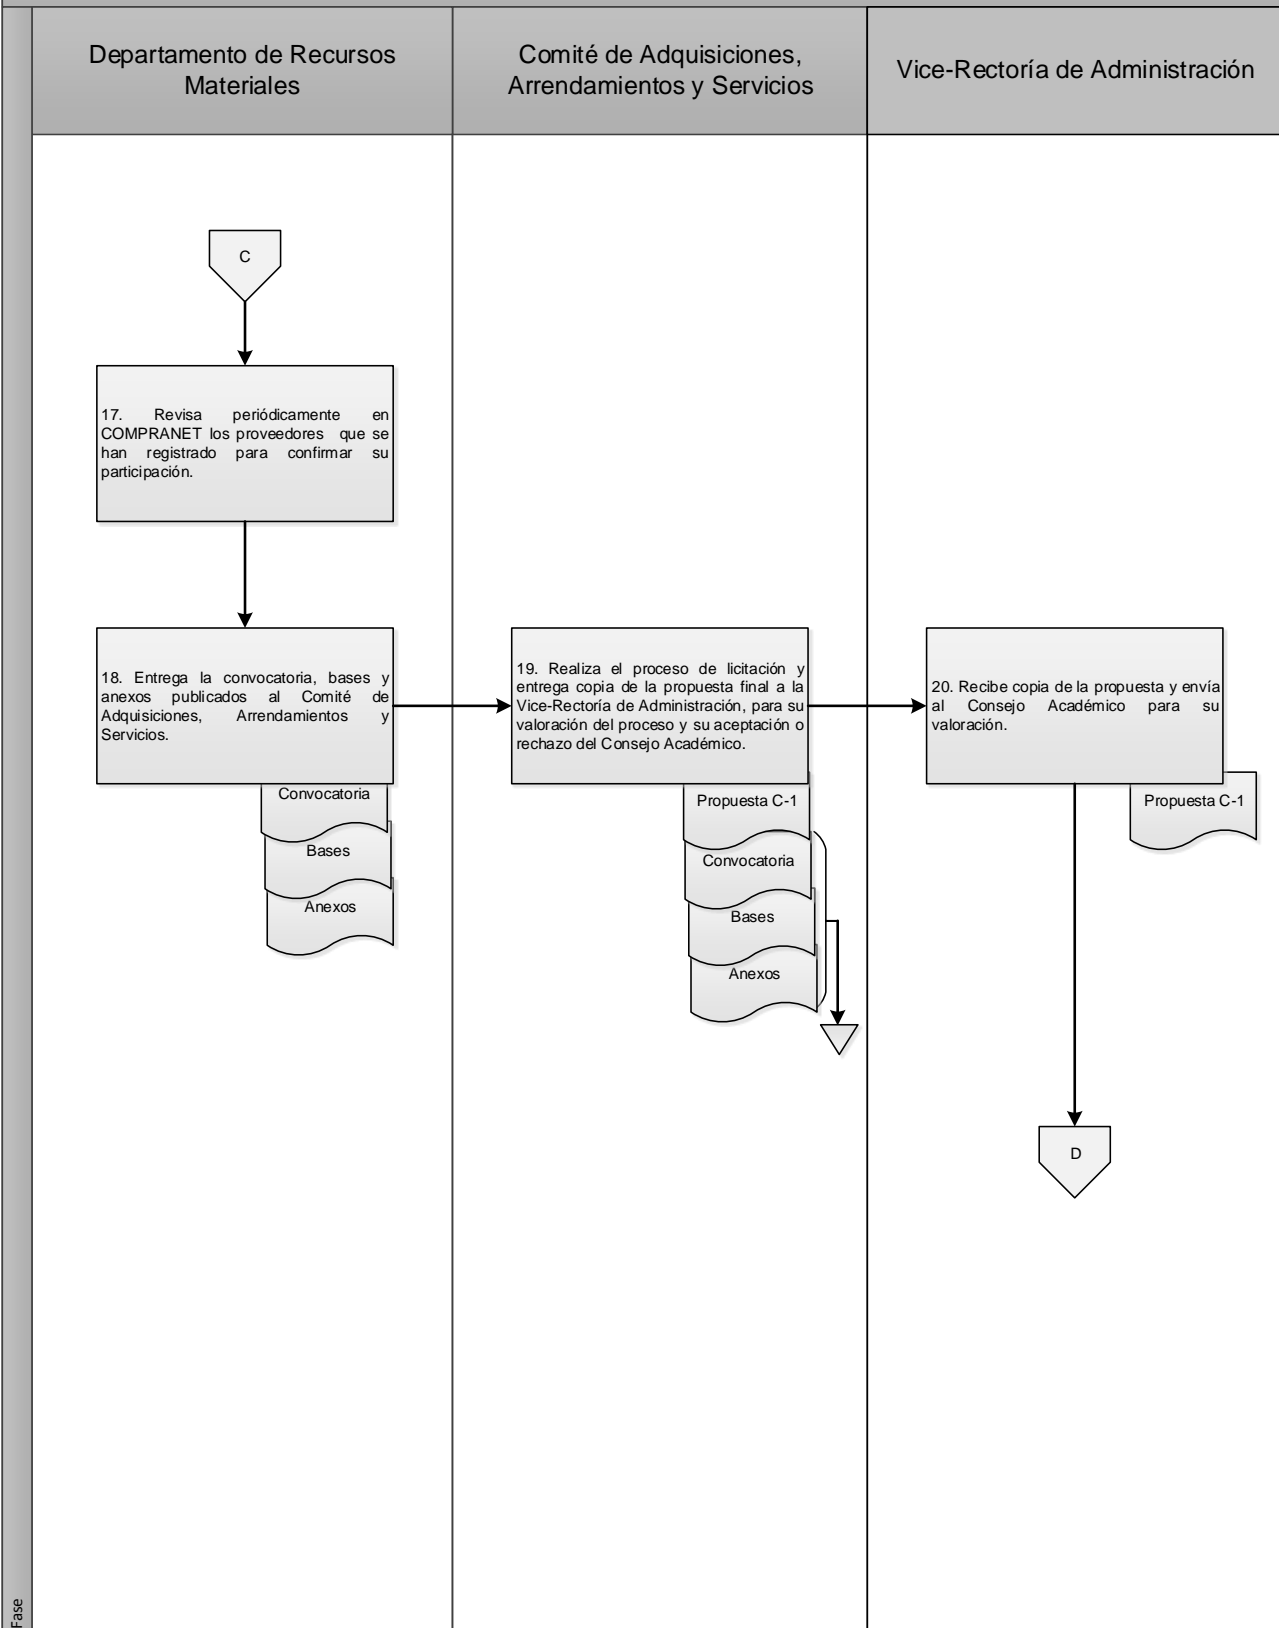 Departamento de Recursos
Materiales
Comité de Adquisiciones,
Arrendamientos y Servicios
Vice-Rectoría de Administración
C
17. Revisa periódicamente en
COMPRANET los proveedores que se
han registrado para confirmar su
participación.
18. Entrega la convocatoria, bases y
anexos publicados al Comité de
Adquisiciones, Arrendamientos y
Servicios.
Convocatoria
Bases
Anexos
19. Realiza el proceso de licitación y
entrega copia de la propuesta final a la
Vice-Rectoría de Administración, para su
valoración del proceso y su aceptación o
rechazo del Consejo Académico.
Propuesta C-1
Convocatoria
Bases
Anexos
20. Recibe copia de la propuesta y envía
al Consejo Académico para su
valoración.
Propuesta C-1
D
Fase